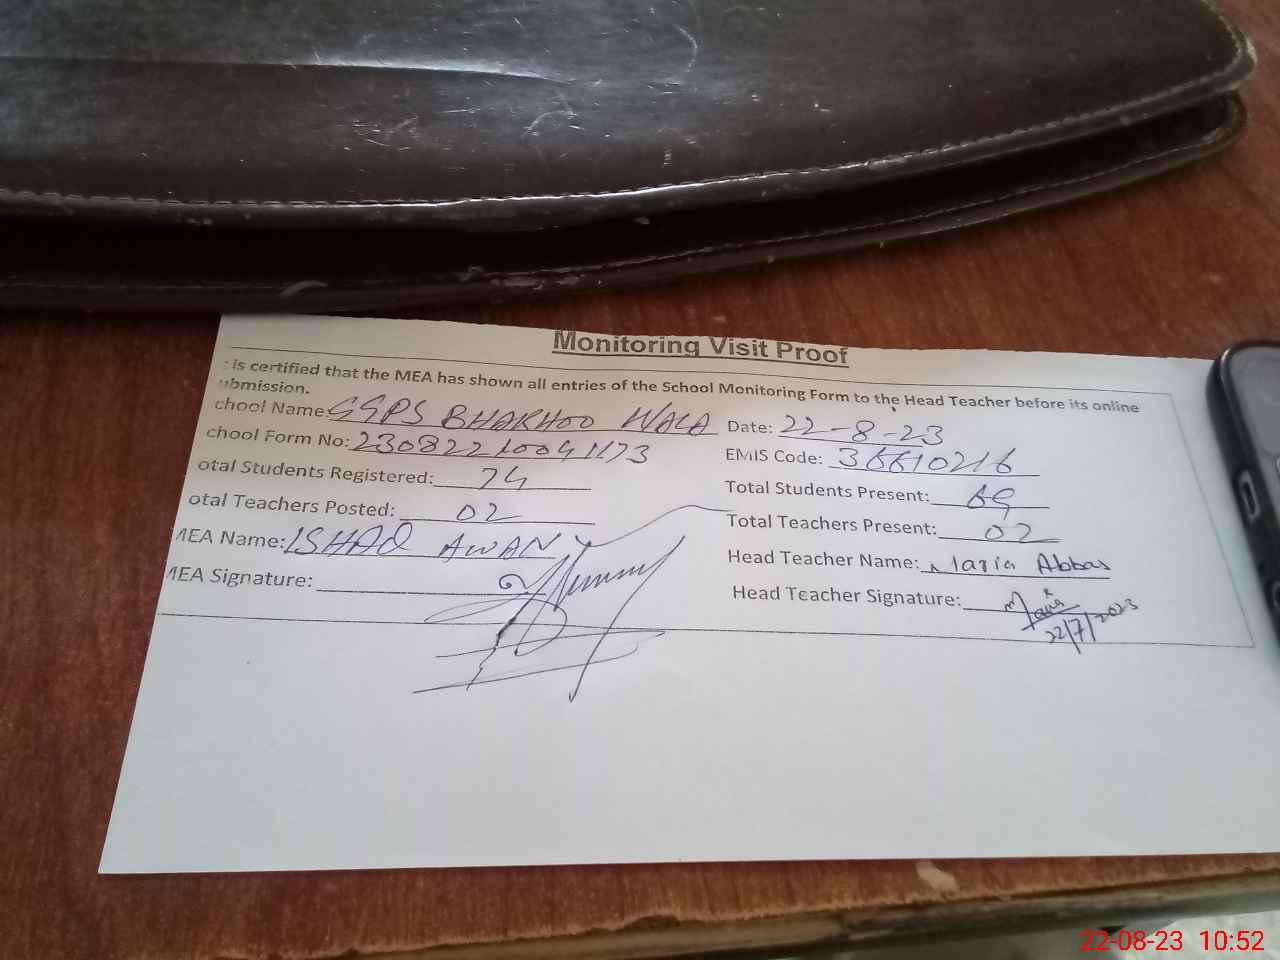 Monitoring Visit Proof
: is certified that the MEA has shown all entries of the School Monitoring Form to the Head Teacher before its online
ubmission.
chool Name: GGPS BHAKHOO WALA Date: 22-8-23
chool Form No: 23082210041173 EMIS Code: 36610216
otal Students Registered: 74 Total Students Present: 69
otal Teachers Posted: 02 Total Teachers Present: 02
MEA Name: ISHAQ AWAN Head Teacher Name: Maria Abbas
MEA Signature: Head Teacher Signature: Maria
22/7/2023
22-08-23 10:52